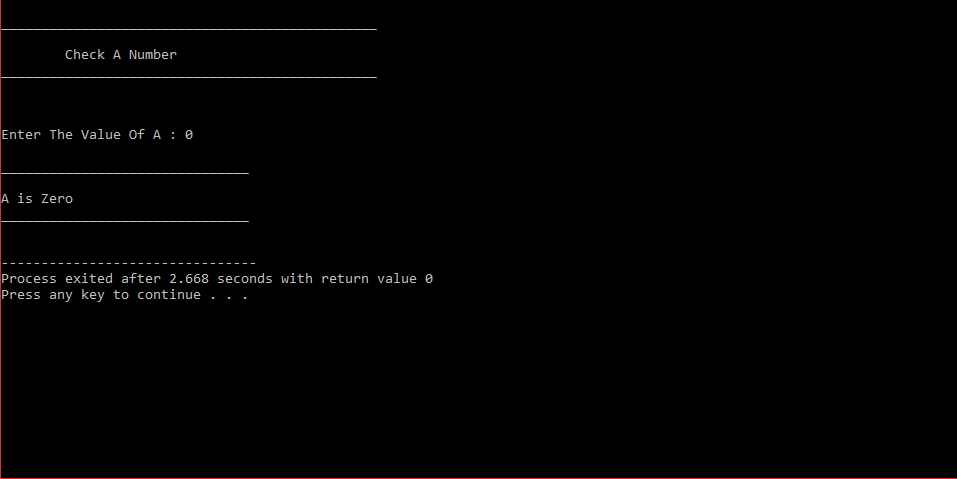 _______________________________________________
Check A Number
_______________________________________________
Enter The Value Of A : 0
_______________________________
A is Zero
_______________________________
--------------------------------
Process exited after 2.668 seconds with return value 0
Press any key to continue . . .